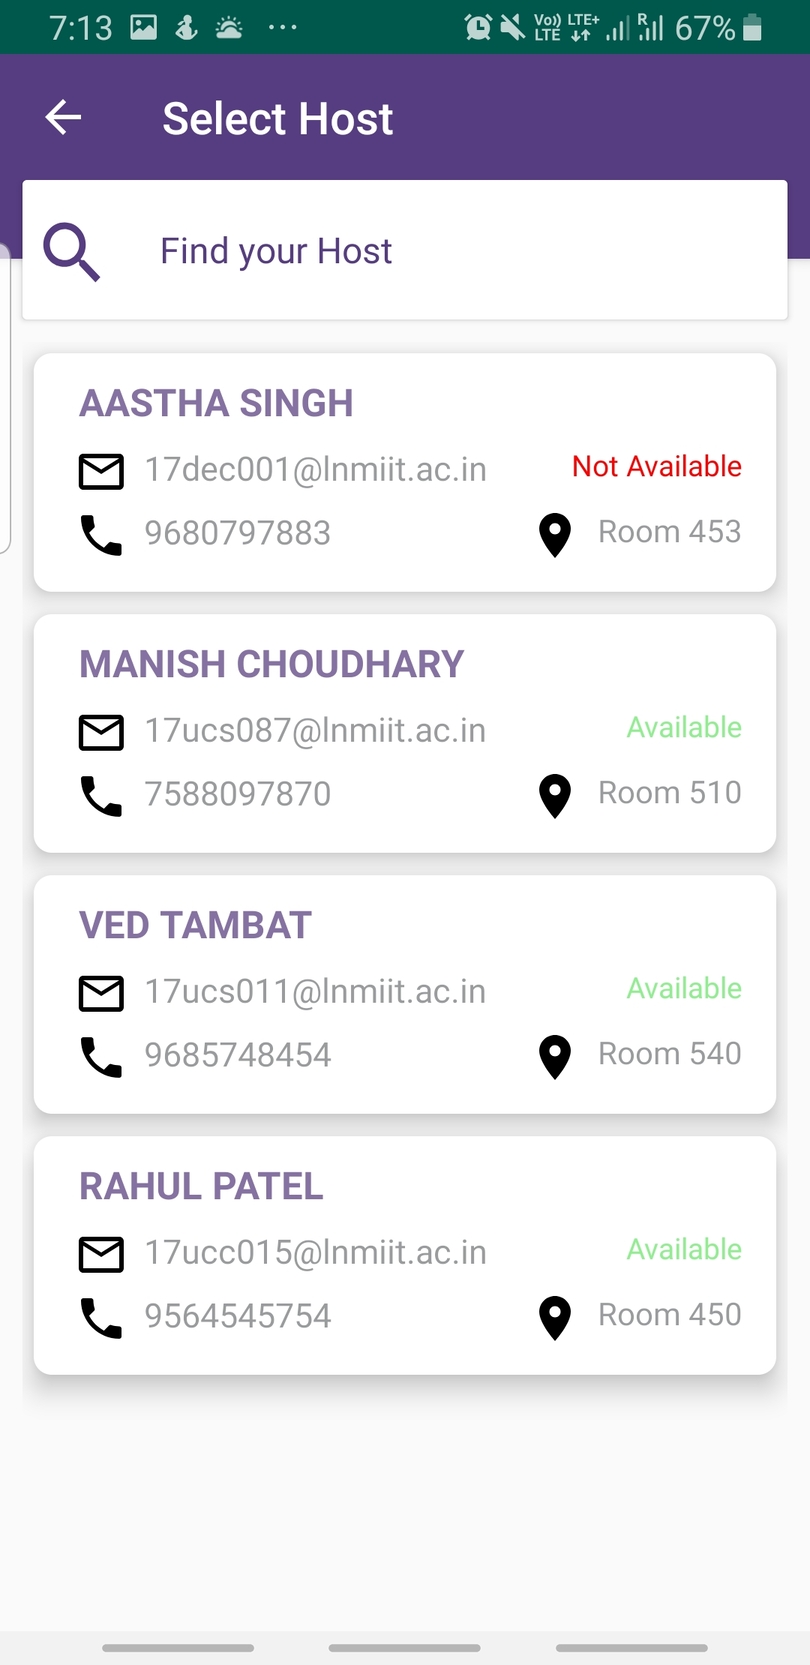 7:13 Vo)) LTE LTE+ R 67%
Select Host
Find your Host
AASTHA SINGH
17dec001@lnmiit.ac.in Not Available
9680797883 Room 453
MANISH CHOUDHARY
17ucs087@lnmiit.ac.in Available
7588097870 Room 510
VED TAMBAT
17ucs011@lnmiit.ac.in Available
9685748454 Room 540
RAHUL PATEL
17ucc015@lnmiit.ac.in Available
9564545754 Room 450